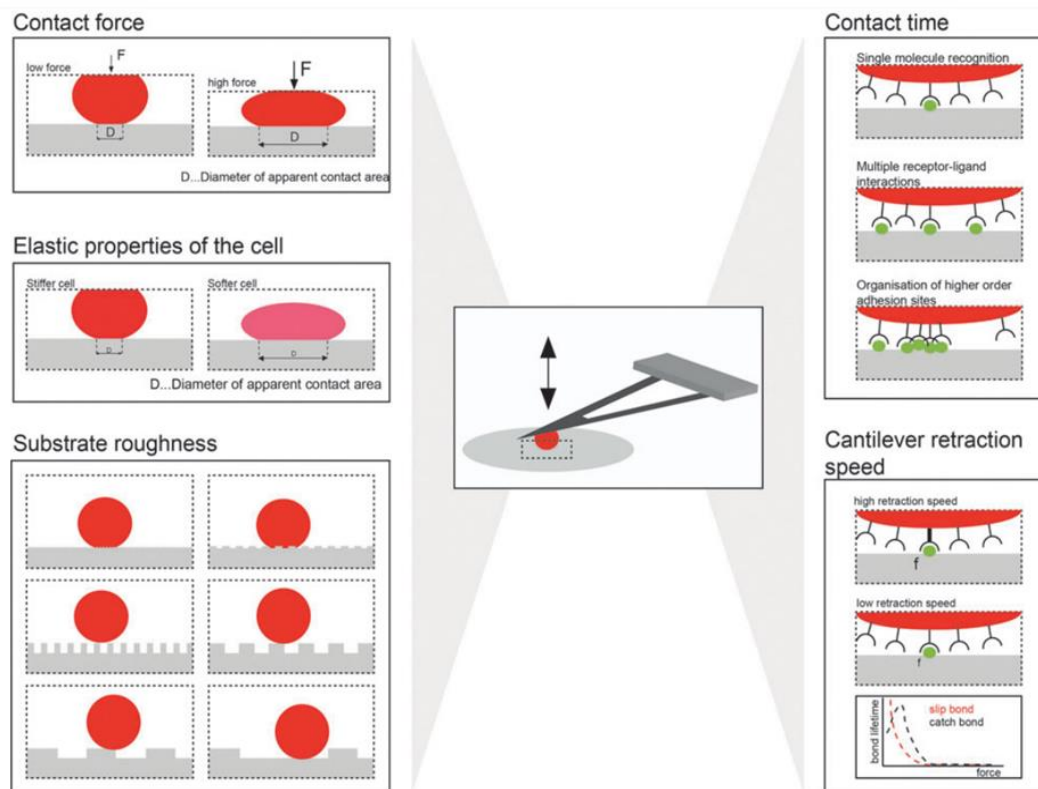 Contact force
low force
F
D
high force
F
D
D...Diameter of apparent contact area
Elastic properties of the cell
Stiffer cell
D
Softer cell
D
D...Diameter of apparent contact area
Substrate roughness
Contact time
Single molecule recognition
Multiple receptor-ligand
interactions
Organisation of higher order
adhesion sites
Cantilever retraction
speed
high retraction speed
f
low retraction speed
f
slip bond
catch bond
bond lifetime
force